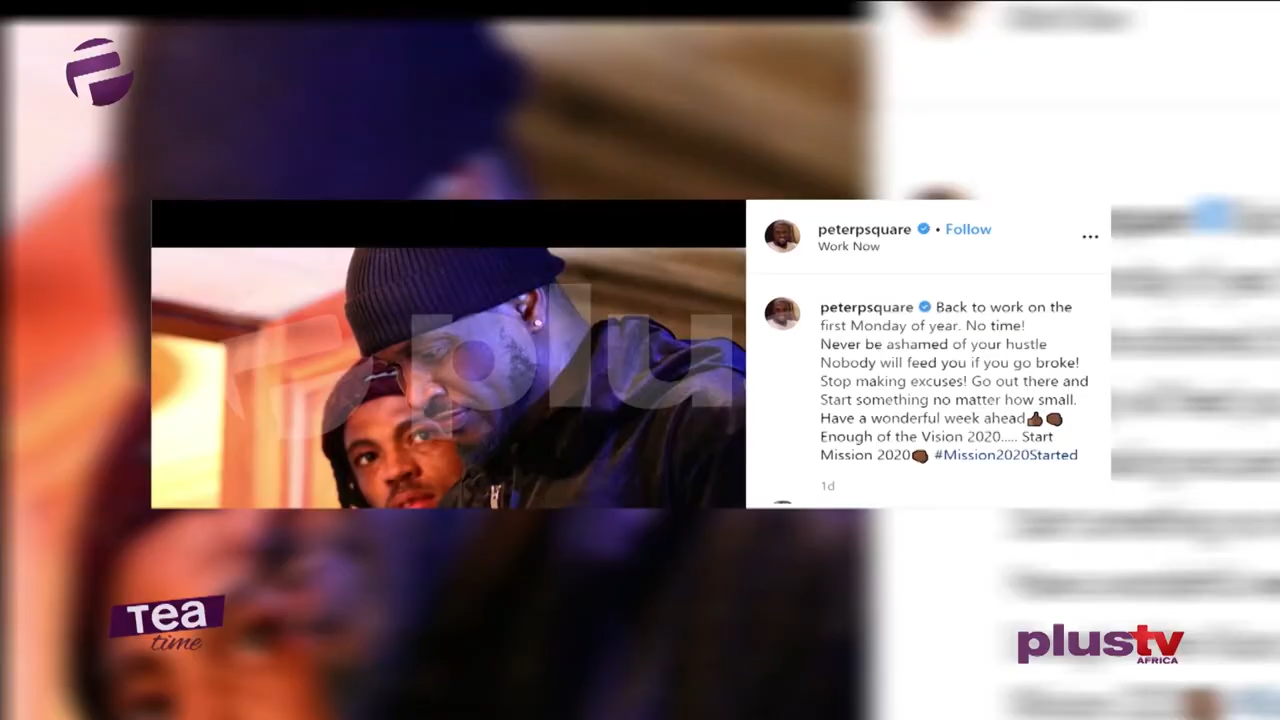 peterpsquare • Follow
Work Now
peterpsquare Back to work on the
first Monday of year. No time!
Never be ashamed of your hustle
Nobody will feed you if you go broke!
Stop making excuses! Go out there and
Start something no matter how small.
Have a wonderful week ahead👍🏿👊🏿
Enough of the Vision 2020..... Start
Mission 2020👊🏿 #Mission2020Started
1d
plu
Tea
time
plustv
AFRICA